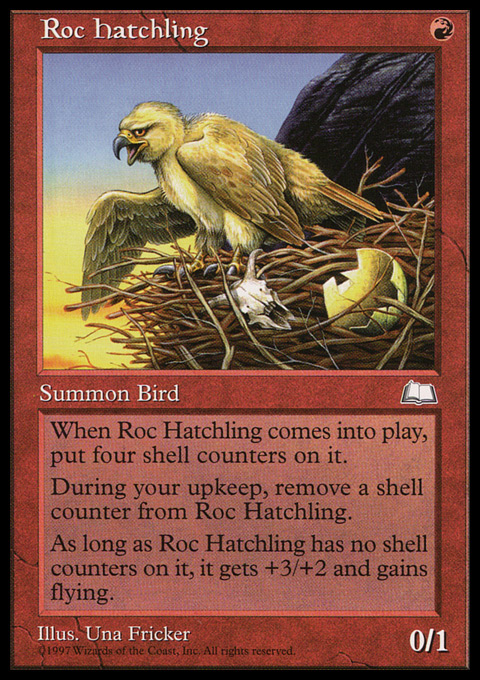 Roc Hatchling
Summon Bird
When Roc Hatchling comes into play,
put four shell counters on it.
During your upkeep, remove a shell
counter from Roc Hatchling.
As long as Roc Hatchling has no shell
counters on it, it gets +3/+2 and gains
flying.
Illus. Una Fricker
©1997 Wizards of the Coast, Inc. All rights reserved.
0/1